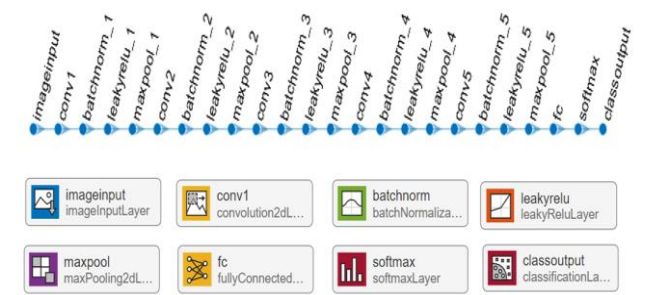 imageinput
conv1
batchnorm_1
leakyrelu_1
maxpool_1
conv2
batchnorm_2
leakyrelu_2
maxpool_2
conv3
batchnorm_3
leakyrelu_3
maxpool_3
conv4
batchnorm_4
leakyrelu_4
maxpool_4
conv5
batchnorm_5
leakyrelu_5
maxpool_5
fc
softmax
classoutput
imageinput
imageInputLayer
conv1
convolution2dL...
batchnorm
batchNormaliza...
leakyrelu
leakyReluLayer
maxpool
maxPooling2dL...
fc
fullyConnected...
softmax
softmaxLayer
classoutput
classificationLa...